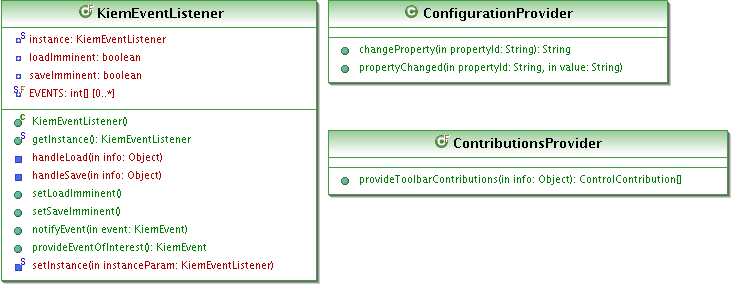 KiemEventListener
instance: KiemEventListener
loadImminent: boolean
saveImminent: boolean
EVENTS: int[] [0..*]
KiemEventListener()
getInstance(): KiemEventListener
handleLoad(in info: Object)
handleSave(in info: Object)
setLoadImminent()
setSaveImminent()
notifyEvent(in event: KiemEvent)
provideEventOfInterest(): KiemEvent
setInstance(in instanceParam: KiemEventListener)
ConfigurationProvider
changeProperty(in propertyId: String): String
propertyChanged(in propertyId: String, in value: String)
ContributionsProvider
provideToolbarContributions(in info: Object): ControlContribution[]